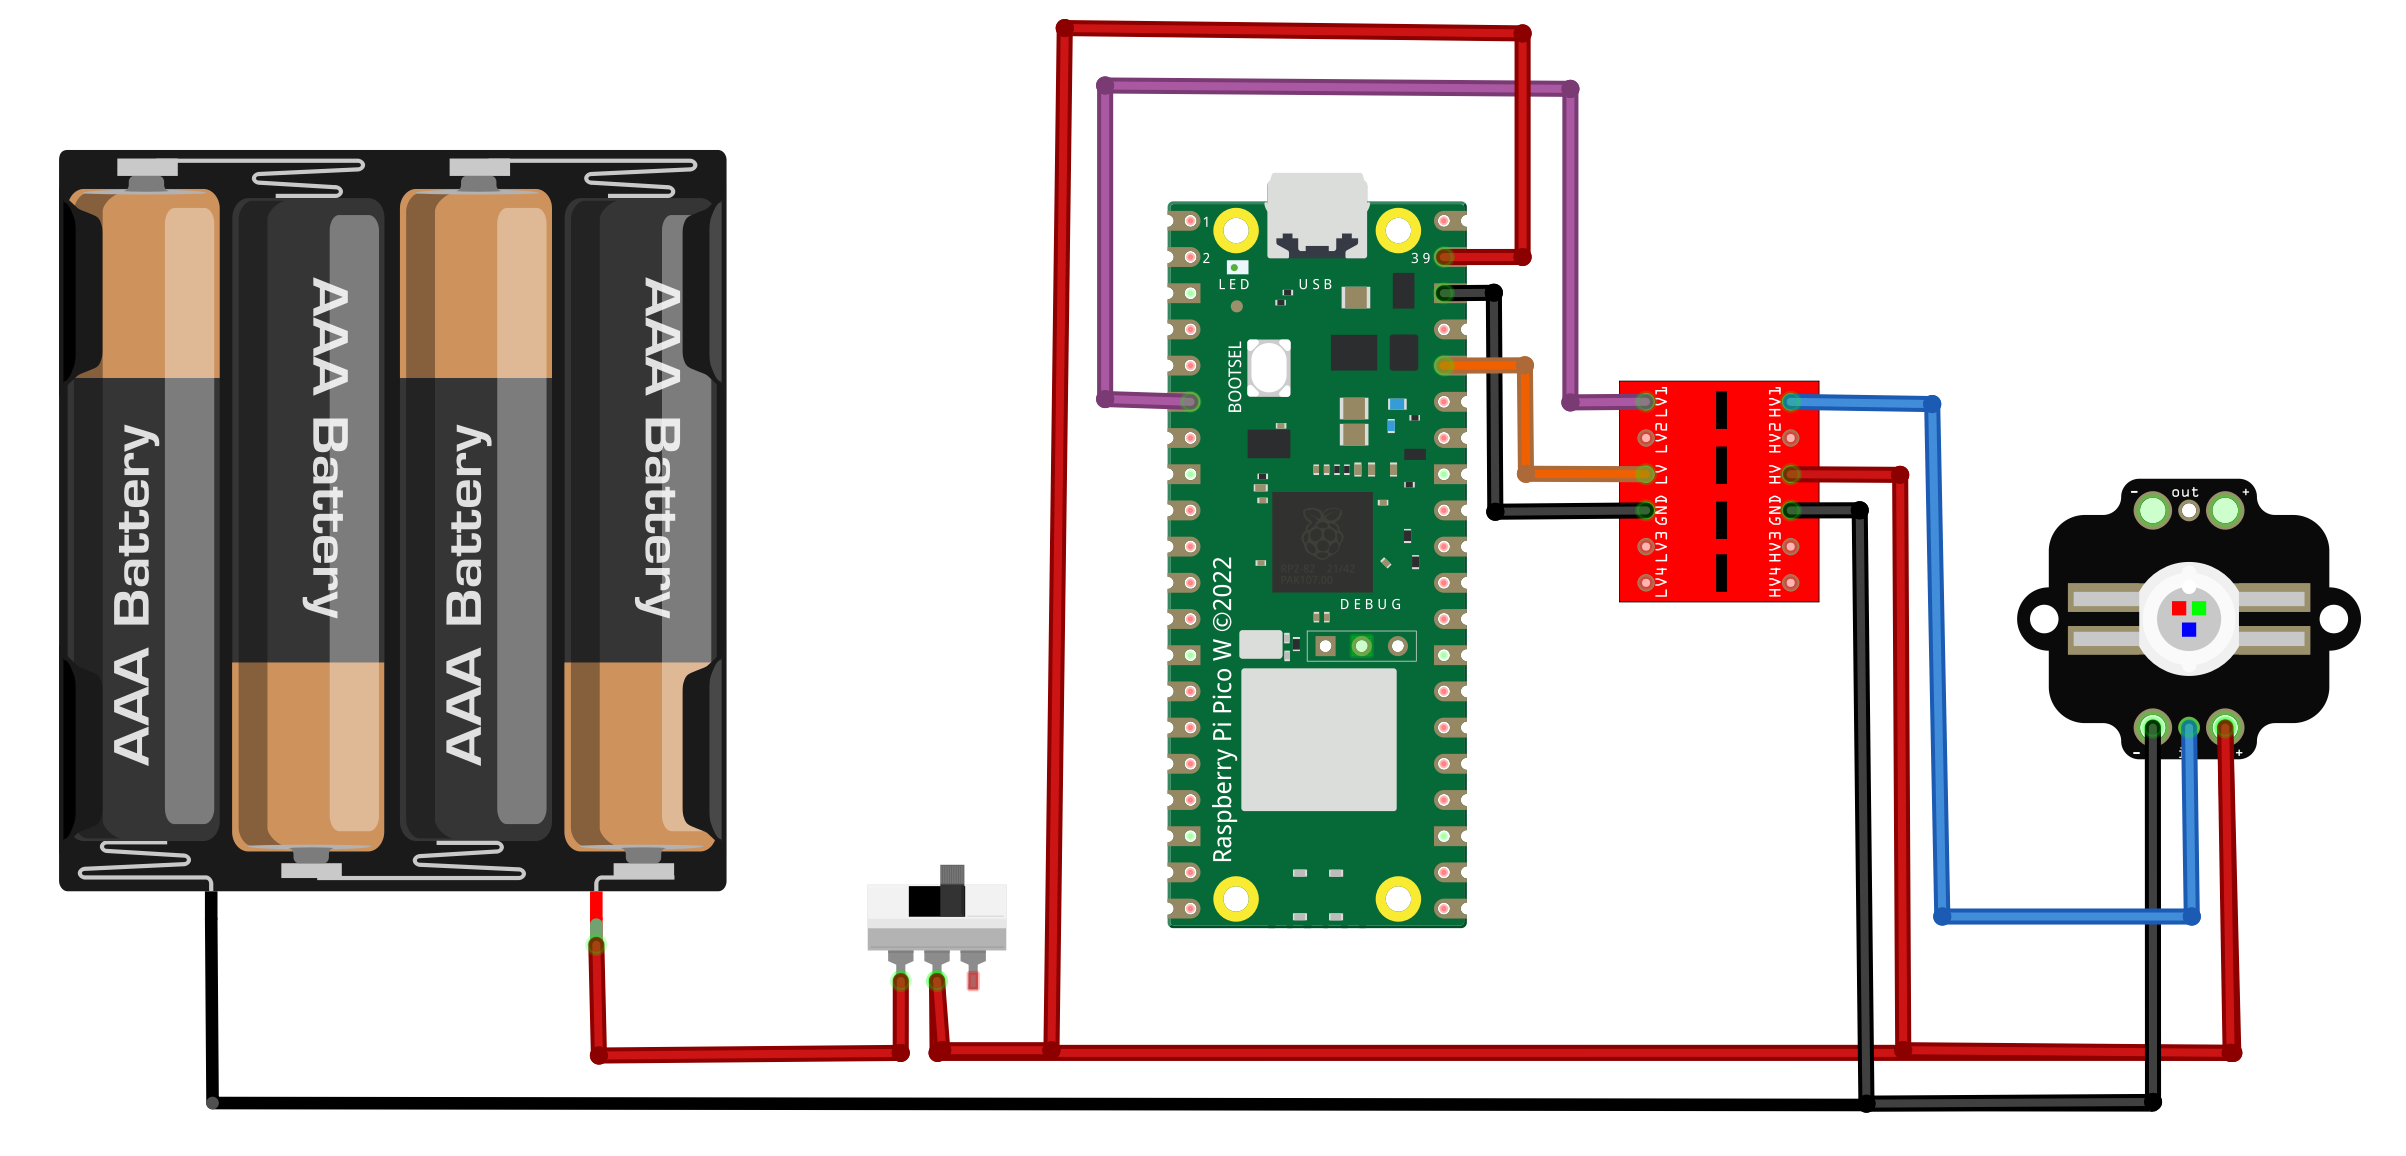 AAA Battery
AAA Battery
AAA Battery
AAA Battery
1
2
39
LED
USB
BOOTSEL
DEBUG
Raspberry Pi Pico W ©2022
LV1
LV2
LV
GND
LV3
LV4
HV1
HV2
HV
GND
HV3
HV4
- out +
- +